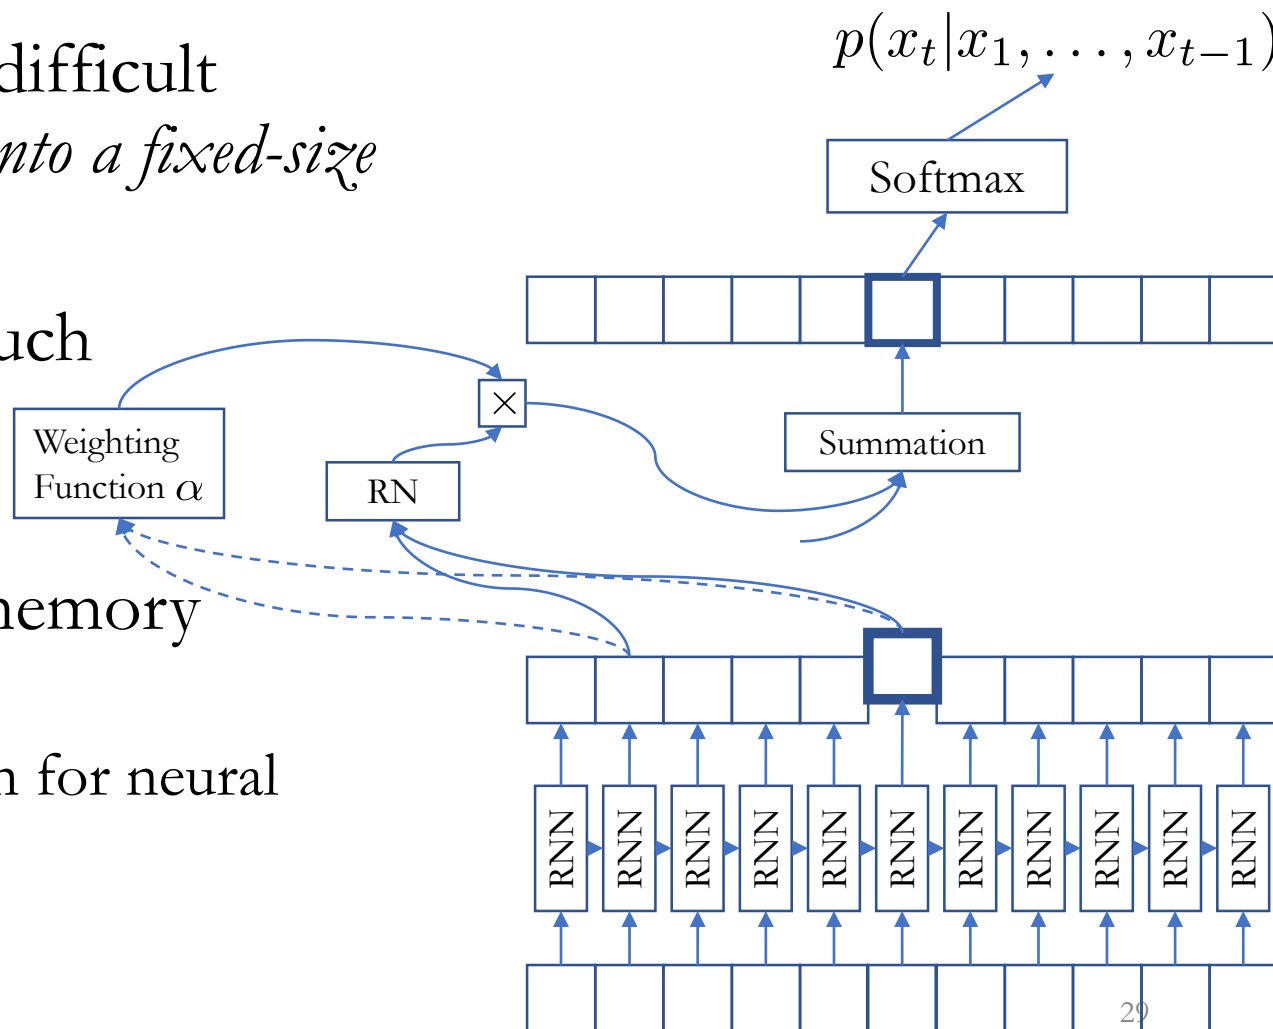 difficult
nto a fixed-size
uch
memory
n for neural
p(x_t|x_1, . . . , x_{t−1})
Softmax
Weighting
Function α
×
RN
Summation
RNN
RNN
RNN
RNN
RNN
RNN
RNN
RNN
RNN
RNN
RNN
29